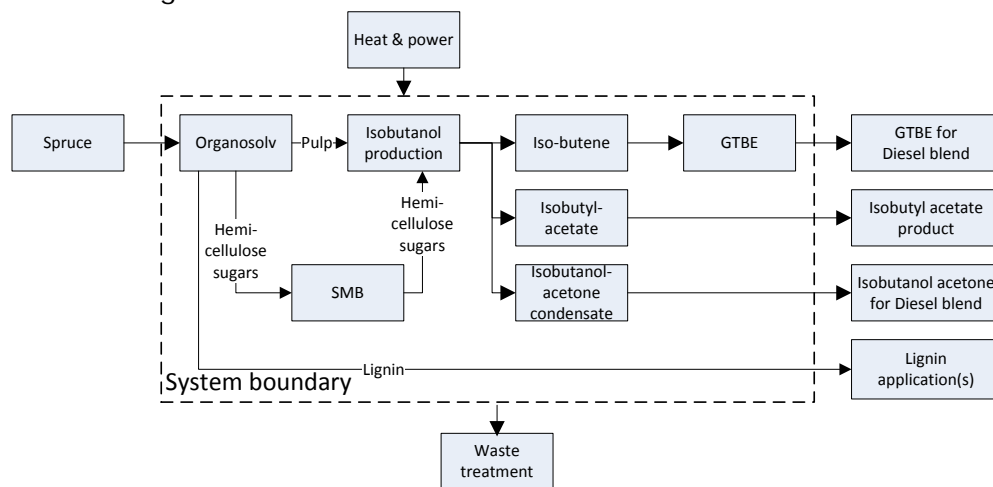 Heat & power
Spruce
Organosolv
Pulp
Isobutanol
production
Iso-butene
GTBE
GTBE for
Diesel blend
Hemi-
cellulose
sugars
Hemi-
cellulose
sugars
Isobutyl-
acetate
Isobutyl acetate
product
SMB
Isobutanol-
acetone
condensate
Isobutanol acetone
for Diesel blend
Lignin
Lignin
application(s)
System boundary
Waste
treatment